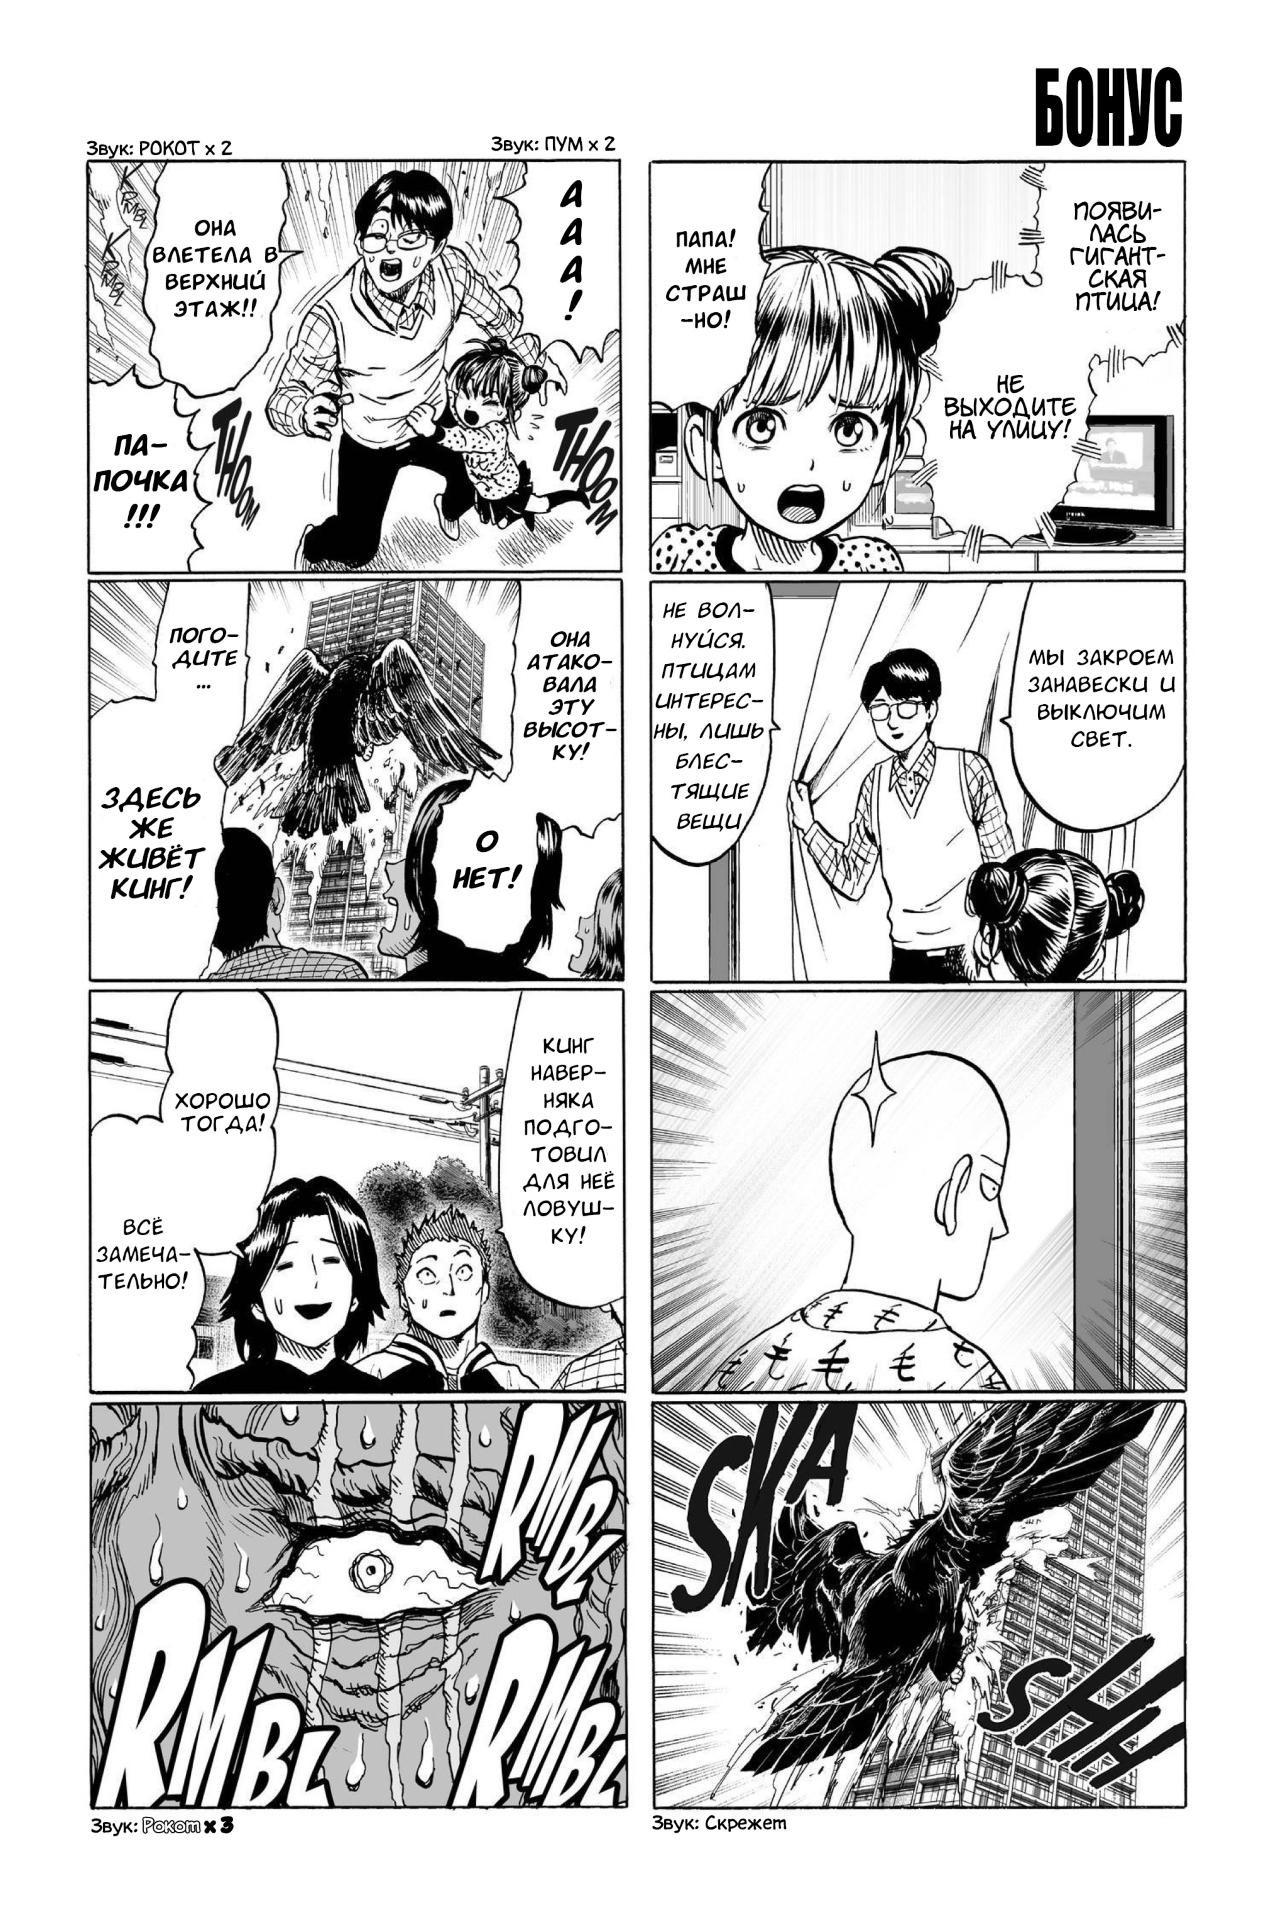 БОНУС
ПОЯВИ-
ЛАСЬ
ГИГАНТ-
СКАЯ
ПТИЦА!
НЕ
ВЫХОДИТЕ
НА УЛИЦУ!
ПАПА!
МНЕ
СТРАШ
-НО!
МЫ ЗАКРОЕМ
ЗАНАВЕСКИ И
ВЫКЛЮЧИМ
СВЕТ.
НЕ ВОЛ-
НУЙСЯ.
ПТИЦАМ
ИНТЕРЕС-
НЫ, ЛИШЬ
БЛЕС-
ТЯЩИЕ
ВЕЩИ
SKA
SHHH
Звук: Скрежет
Звук: РОКОТ x 2
Звук: ПУМ x 2
А
А
А
А
!
ОНА
ВЛЕТЕЛА В
ВЕРХНИЙ
ЭТАЖ!!
KRMBL
KRMBL
ПА-
ПОЧКА
!!!
THOOM
THOOM
ОНА
АТАКО-
ВАЛА
ЭТУ
ВЫСОТ-
КУ!
О
НЕТ!
ПОГО-
ДИТЕ
...
ЗДЕСЬ
ЖЕ
ЖИВЁТ
КИНГ!
КИНГ
НАВЕР-
НЯКА
ПОДГО-
ТОВИЛ
ДЛЯ НЕЁ
ЛОВУШ-
КУ!
ХОРОШО
ТОГДА!
ВСЁ
ЗАМЕЧА-
ТЕЛЬНО!
RMBL
RMBL
RMBL
Звук: Рокот x 3